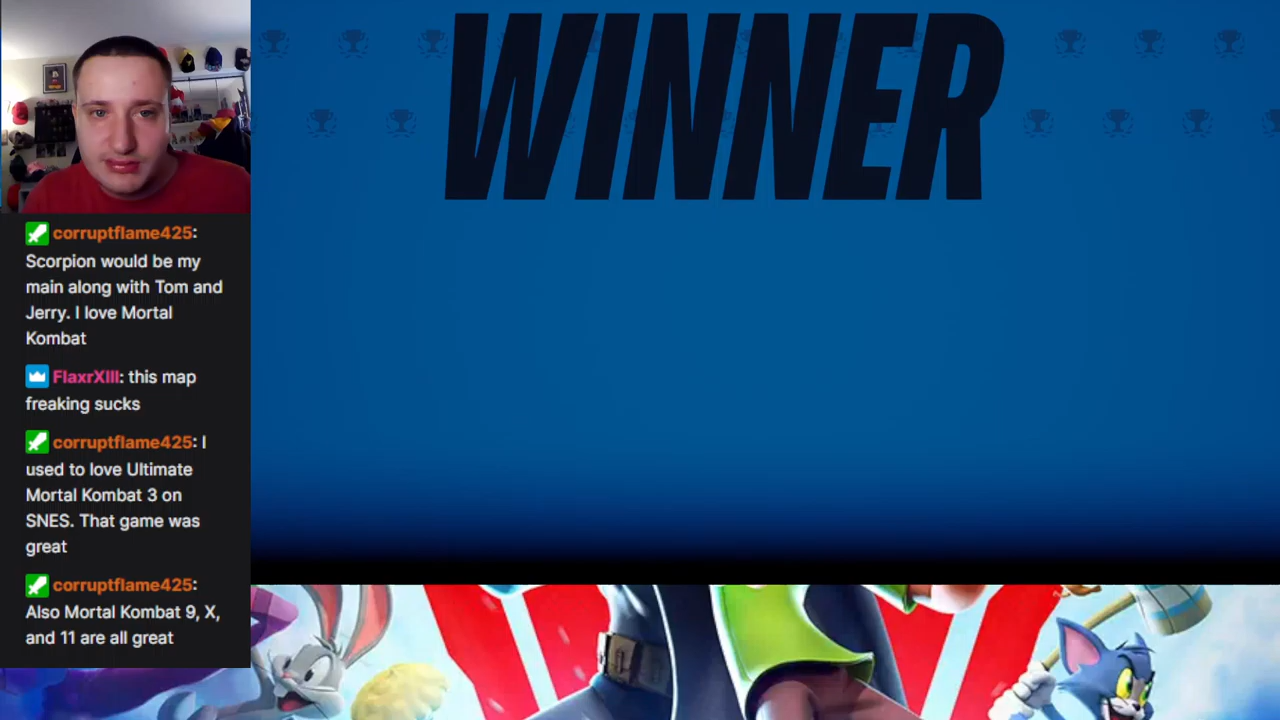 WINNER
corruptflame425:
Scorpion would be my
main along with Tom and
Jerry. I love Mortal
Kombat
FlaxrXIII: this map
freaking sucks
corruptflame425: I
used to love Ultimate
Mortal Kombat 3 on
SNES. That game was
great
corruptflame425:
Also Mortal Kombat 9, X,
and 11 are all great